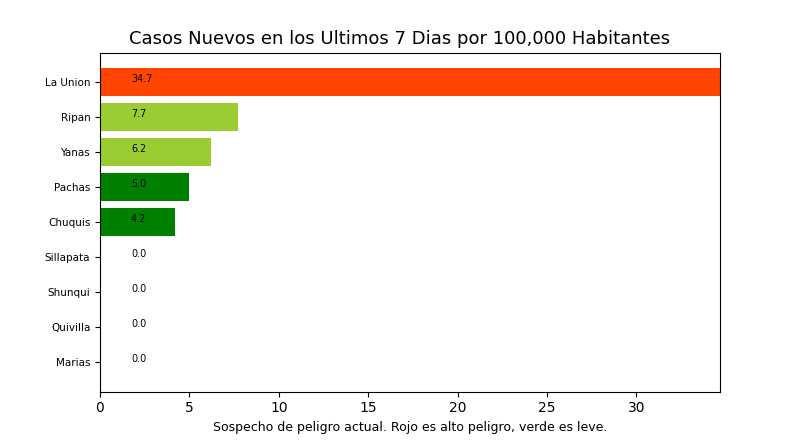 Casos Nuevos en los Ultimos 7 Dias por 100,000 Habitantes
La Union 34.7
Ripan 7.7
Yanas 6.2
Pachas 5.0
Chuquis 4.2
Sillapata 0.0
Shunqui 0.0
Quivilla 0.0
Marias 0.0
0 5 10 15 20 25 30
Sospecho de peligro actual. Rojo es alto peligro, verde es leve.